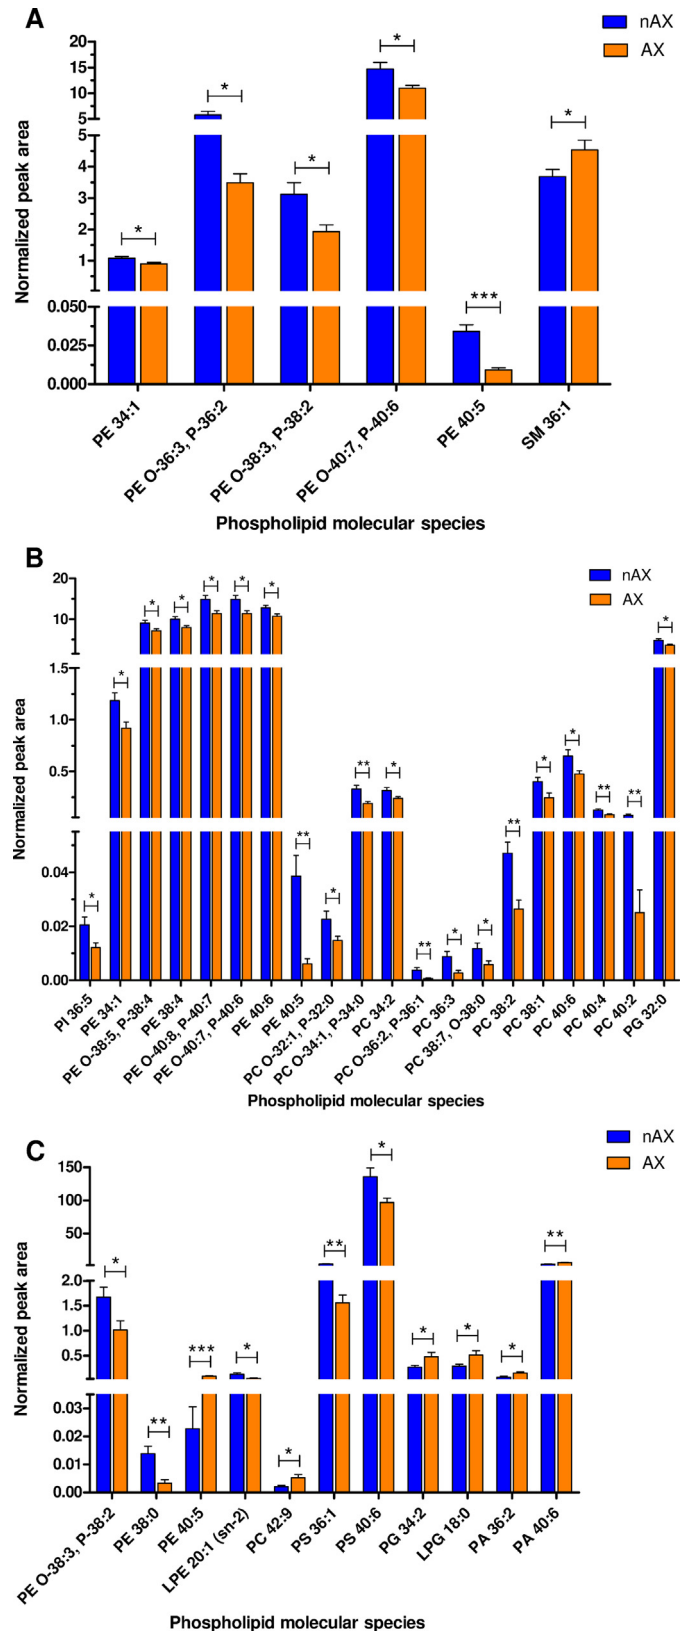 A
nAX
AX
Normalized peak area
20
15
10
5
5
4
3
2
1
0.050
0.025
0.000
*
*
*
*
***
*
PE 34:1
PE O-36:3, P-36:2
PE O-38:3, P-38:2
PE O-40:7, P-40:6
PE 40:5
SM 36:1
Phospholipid molecular species
B
nAX
AX
Normalized peak area
20
10
1.5
1.0
0.5
0.04
0.02
0.00
*
*
*
*
*
*
*
**
*
**
*
**
*
*
**
*
*
**
**
*
PI 36:5
PE 34:1
PE O-38:5, P-38:4
PE 38:4
PE O-40:8, P-40:7
PE O-40:7, P-40:6
PE 40:6
PE 40:5
PC O-32:1, P-32:0
PC O-34:1, P-34:0
PC 34:2
PC O-36:2, P-36:1
PC 36:3
PC 38:7, O-38:0
PC 38:2
PC 38:1
PC 40:6
PC 40:4
PC 40:2
PG 32:0
Phospholipid molecular species
C
nAX
AX
Normalized peak area
150
100
50
2.0
1.5
1.0
0.5
0.03
0.02
0.01
0.00
*
**
***
*
*
**
*
*
*
*
**
PE O-38:3, P-38:2
PE 38:0
PE 40:5
LPE 20:1 (sn-2)
PC 42:9
PS 36:1
PS 40:6
PG 34:2
LPG 18:0
PA 36:2
PA 40:6
Phospholipid molecular species